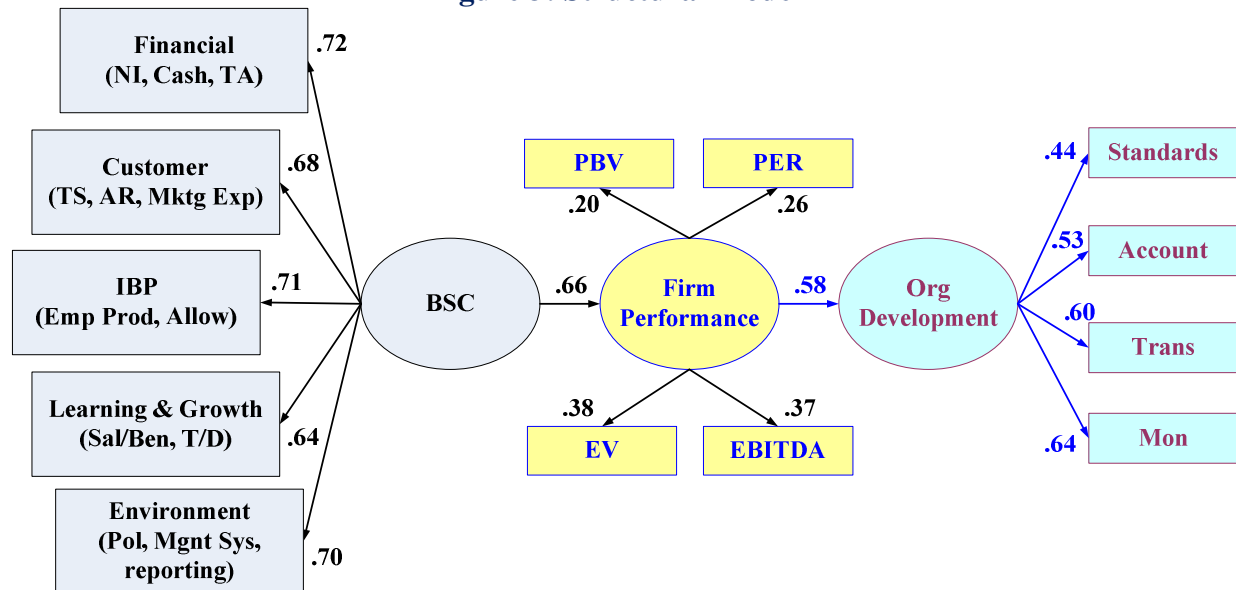 Financial
(NI, Cash, TA)
.72
Customer
(TS, AR, Mktg Exp)
.68
IBP
(Emp Prod, Allow)
.71
Learning & Growth
(Sal/Ben, T/D)
.64
Environment
(Pol, Mgnt Sys,
reporting)
.70
BSC
.66
PBV
.20
PER
.26
Firm
Performance
.38
EV
.37
EBITDA
.58
Org
Development
.44
Standards
.53
Account
.60
Trans
.64
Mon